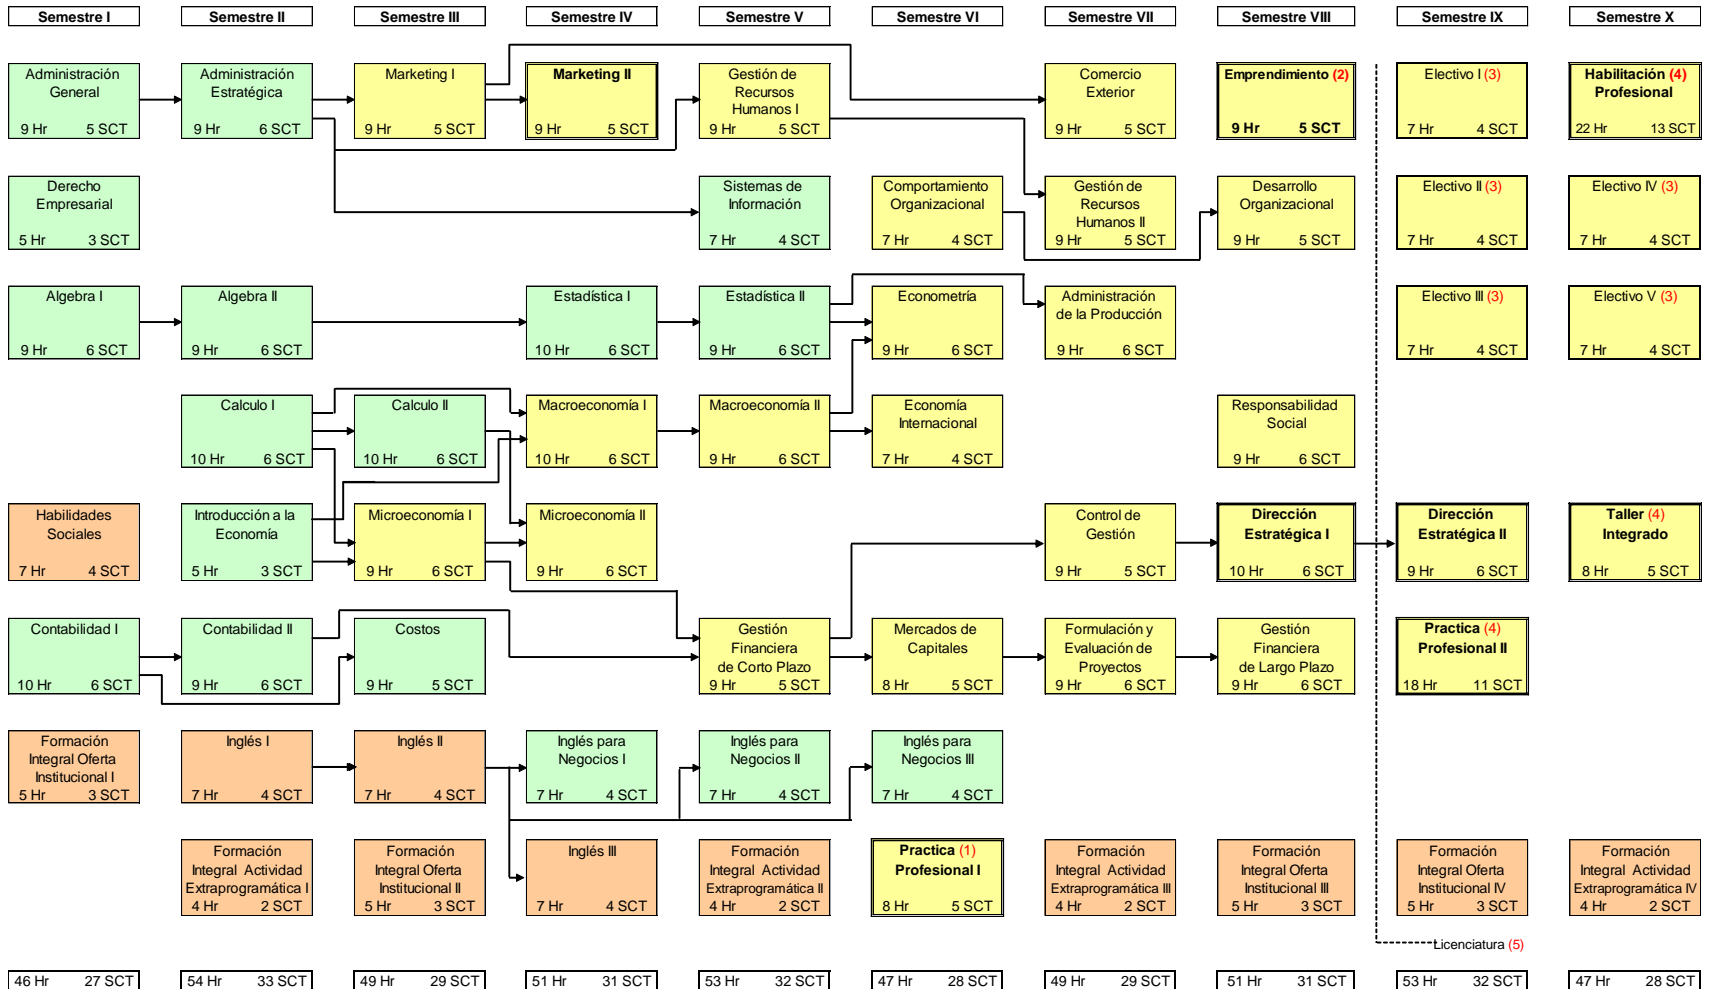 Semestre I
Semestre II
Semestre III
Semestre IV
Semestre V
Semestre VI
Semestre VII
Semestre VIII
Semestre IX
Semestre X
Administración
General
9 Hr 5 SCT
Administración
Estratégica
9 Hr 6 SCT
Marketing I
9 Hr 5 SCT
Marketing II
9 Hr 5 SCT
Gestión de
Recursos
Humanos I
9 Hr 5 SCT
Comercio
Exterior
9 Hr 5 SCT
Emprendimiento (2)
9 Hr 5 SCT
Electivo I (3)
7 Hr 4 SCT
Habilitación (4)
Profesional
22 Hr 13 SCT
Derecho
Empresarial
5 Hr 3 SCT
Sistemas de
Información
7 Hr 4 SCT
Comportamiento
Organizacional
7 Hr 4 SCT
Gestión de
Recursos
Humanos II
9 Hr 5 SCT
Desarrollo
Organizacional
9 Hr 5 SCT
Electivo II (3)
7 Hr 4 SCT
Electivo IV (3)
7 Hr 4 SCT
Algebra I
9 Hr 6 SCT
Algebra II
9 Hr 6 SCT
Estadística I
10 Hr 6 SCT
Estadística II
9 Hr 6 SCT
Econometría
9 Hr 6 SCT
Administración
de la Producción
9 Hr 6 SCT
Electivo III (3)
7 Hr 4 SCT
Electivo V (3)
7 Hr 4 SCT
Calculo I
10 Hr 6 SCT
Calculo II
10 Hr 6 SCT
Macroeconomía I
10 Hr 6 SCT
Macroeconomía II
9 Hr 6 SCT
Economía
Internacional
7 Hr 4 SCT
Responsabilidad
Social
9 Hr 6 SCT
Habilidades
Sociales
7 Hr 4 SCT
Introducción a la
Economía
5 Hr 3 SCT
Microeconomía I
9 Hr 6 SCT
Microeconomía II
9 Hr 6 SCT
Control de
Gestión
9 Hr 5 SCT
Dirección
Estratégica I
10 Hr 6 SCT
Dirección
Estratégica II
9 Hr 6 SCT
Taller (4)
Integrado
8 Hr 5 SCT
Contabilidad I
10 Hr 6 SCT
Contabilidad II
9 Hr 6 SCT
Costos
9 Hr 5 SCT
Gestión
Financiera
de Corto Plazo
9 Hr 5 SCT
Mercados de
Capitales
8 Hr 5 SCT
Formulación y
Evaluación de
Proyectos
9 Hr 6 SCT
Gestión
Financiera
de Largo Plazo
9 Hr 6 SCT
Practica (4)
Profesional II
18 Hr 11 SCT
Formación
Integral Oferta
Institucional I
5 Hr 3 SCT
Inglés I
7 Hr 4 SCT
Inglés II
7 Hr 4 SCT
Inglés para
Negocios I
7 Hr 4 SCT
Inglés para
Negocios II
7 Hr 4 SCT
Inglés para
Negocios III
7 Hr 4 SCT
Formación
Integral Actividad
Extraprogramática I
4 Hr 2 SCT
Formación
Integral Oferta
Institucional II
5 Hr 3 SCT
Inglés III
7 Hr 4 SCT
Formación
Integral Actividad
Extraprogramática II
4 Hr 2 SCT
Practica (1)
Profesional I
8 Hr 5 SCT
Formación
Integral Actividad
Extraprogramática III
4 Hr 2 SCT
Formación
Integral Oferta
Institucional III
5 Hr 3 SCT
Formación
Integral Oferta
Institucional IV
5 Hr 3 SCT
Formación
Integral Actividad
Extraprogramática IV
4 Hr 2 SCT
Licenciatura (5)
46 Hr 27 SCT
54 Hr 33 SCT
49 Hr 29 SCT
51 Hr 31 SCT
53 Hr 32 SCT
47 Hr 28 SCT
49 Hr 29 SCT
51 Hr 31 SCT
53 Hr 32 SCT
47 Hr 28 SCT